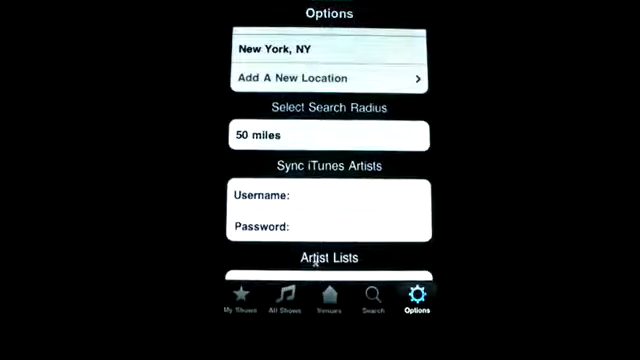 Options
New York, NY
Add A New Location
Select Search Radius
50 miles
Sync iTunes Artists
Username:
Password:
Artist Lists
My Shows
All Shows
Venues
Search
Options